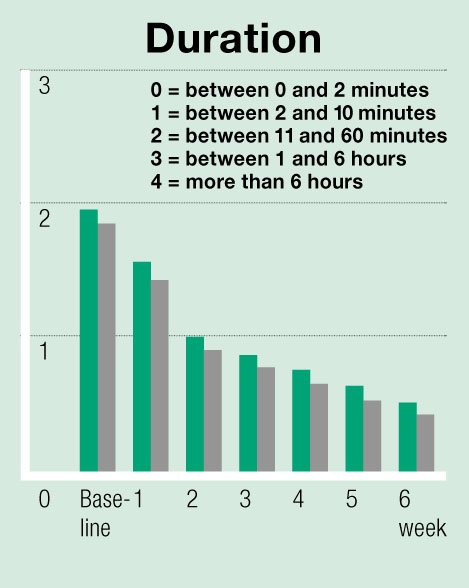 Duration
3
0 = between 0 and 2 minutes
1 = between 2 and 10 minutes
2 = between 11 and 60 minutes
3 = between 1 and 6 hours
4 = more than 6 hours
2
1
0 Base- 1 2 3 4 5 6
line week